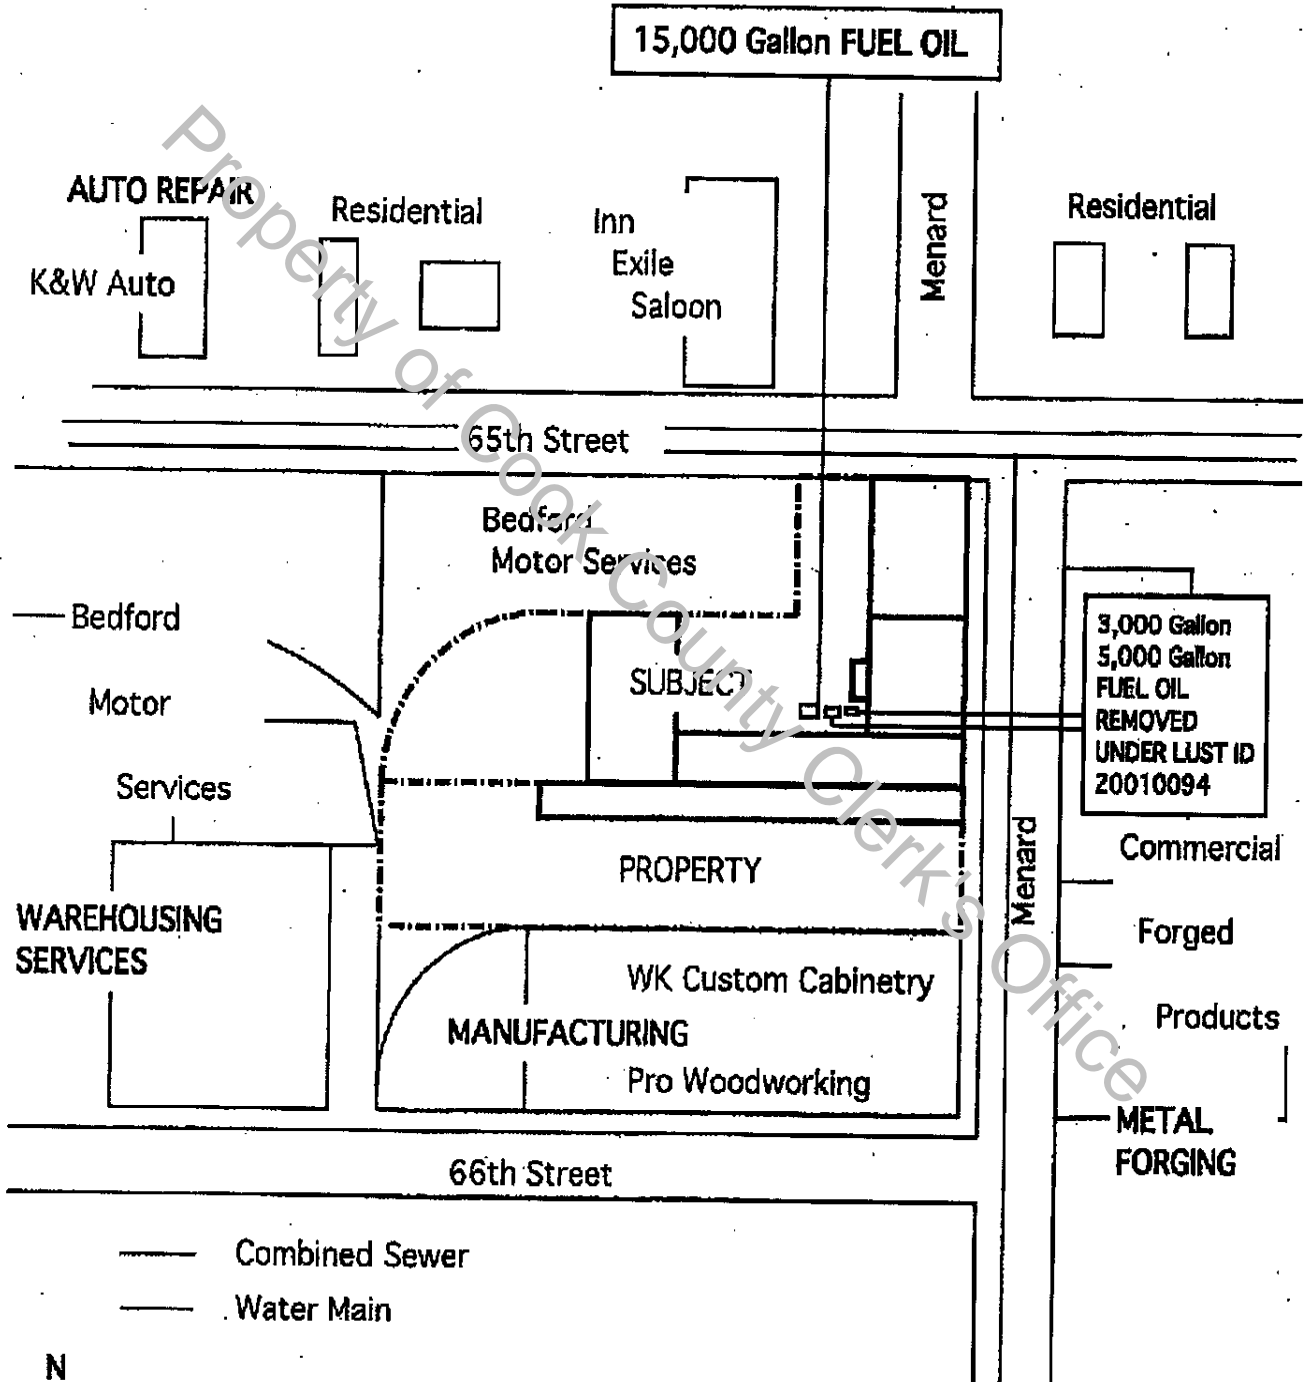 15,000 Gallon FUEL OIL
AUTO REPAIR
K&W Auto
Residential
Inn
Exile
Saloon
Menard
Residential
65th Street
Bedford
Motor Services
Bedford
Motor
Services
SUBJECT
PROPERTY
3,000 Gallon
5,000 Gallon
FUEL OIL
REMOVED
UNDER LUST ID
20010094
Menard
Commercial
Forged
Products
METAL
FORGING
WAREHOUSING
SERVICES
WK Custom Cabinetry
MANUFACTURING
Pro Woodworking
66th Street
Combined Sewer
Water Main
N
Property of Cook County Clerk's Office